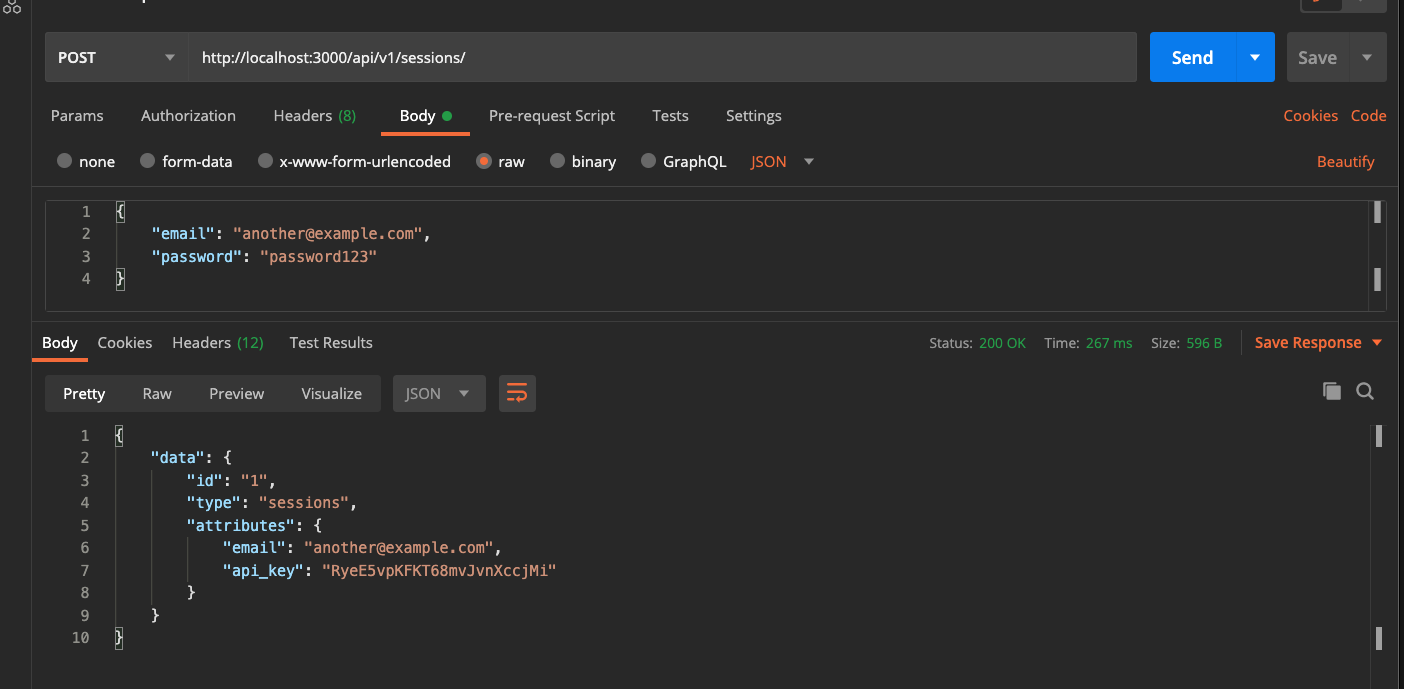 POST http://localhost:3000/api/v1/sessions/ Send Save
Params Authorization Headers (8) Body Pre-request Script Tests Settings Cookies Code
none form-data x-www-form-urlencoded raw binary GraphQL JSON Beautify
1 {
2 "email": "another@example.com",
3 "password": "password123"
4 }
Body Cookies Headers (12) Test Results Status: 200 OK Time: 267 ms Size: 596 B Save Response
Pretty Raw Preview Visualize JSON
1 {
2 "data": {
3 "id": "1",
4 "type": "sessions",
5 "attributes": {
6 "email": "another@example.com",
7 "api_key": "RyeE5vpKFKT68mvJvnXccjMi"
8 }
9 }
10 }